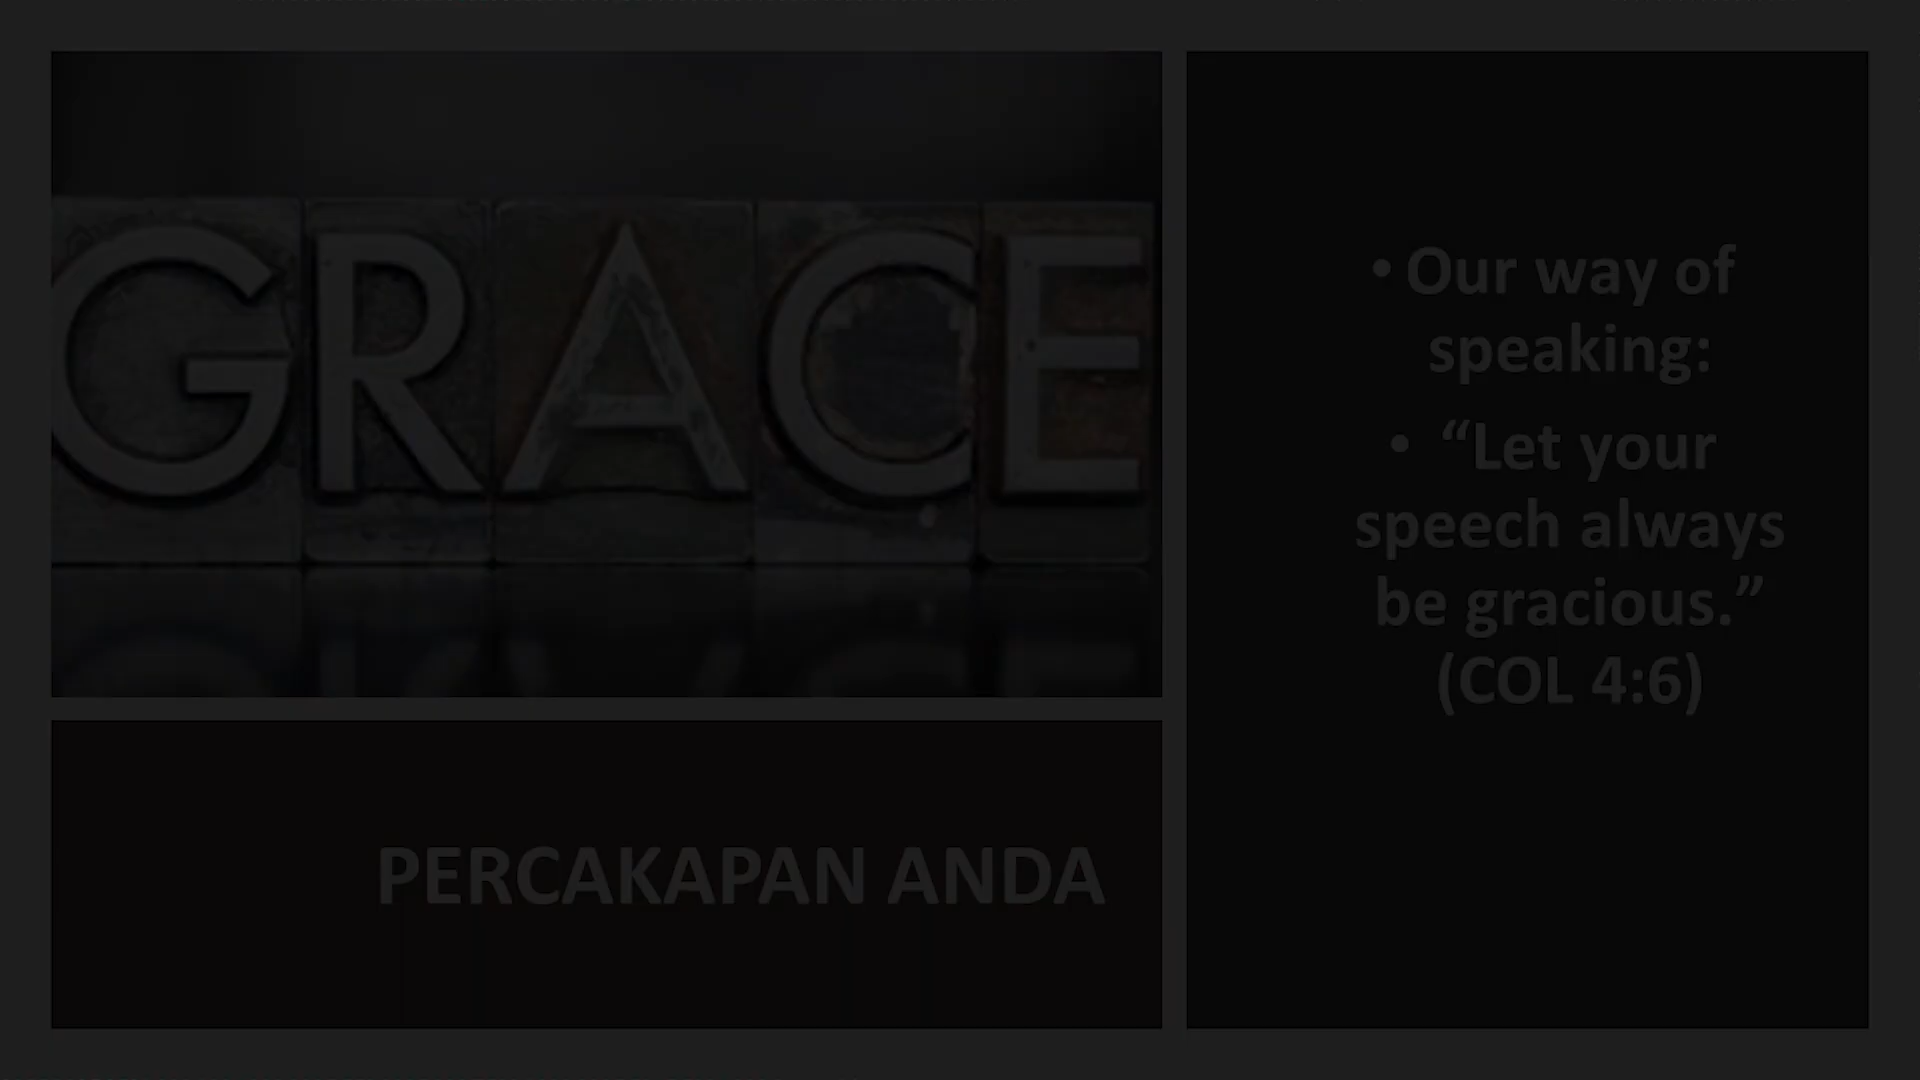 GRACE
PERCAKAPAN ANDA
• Our way of
speaking:
• “Let your
speech always
be gracious.”
(COL 4:6)